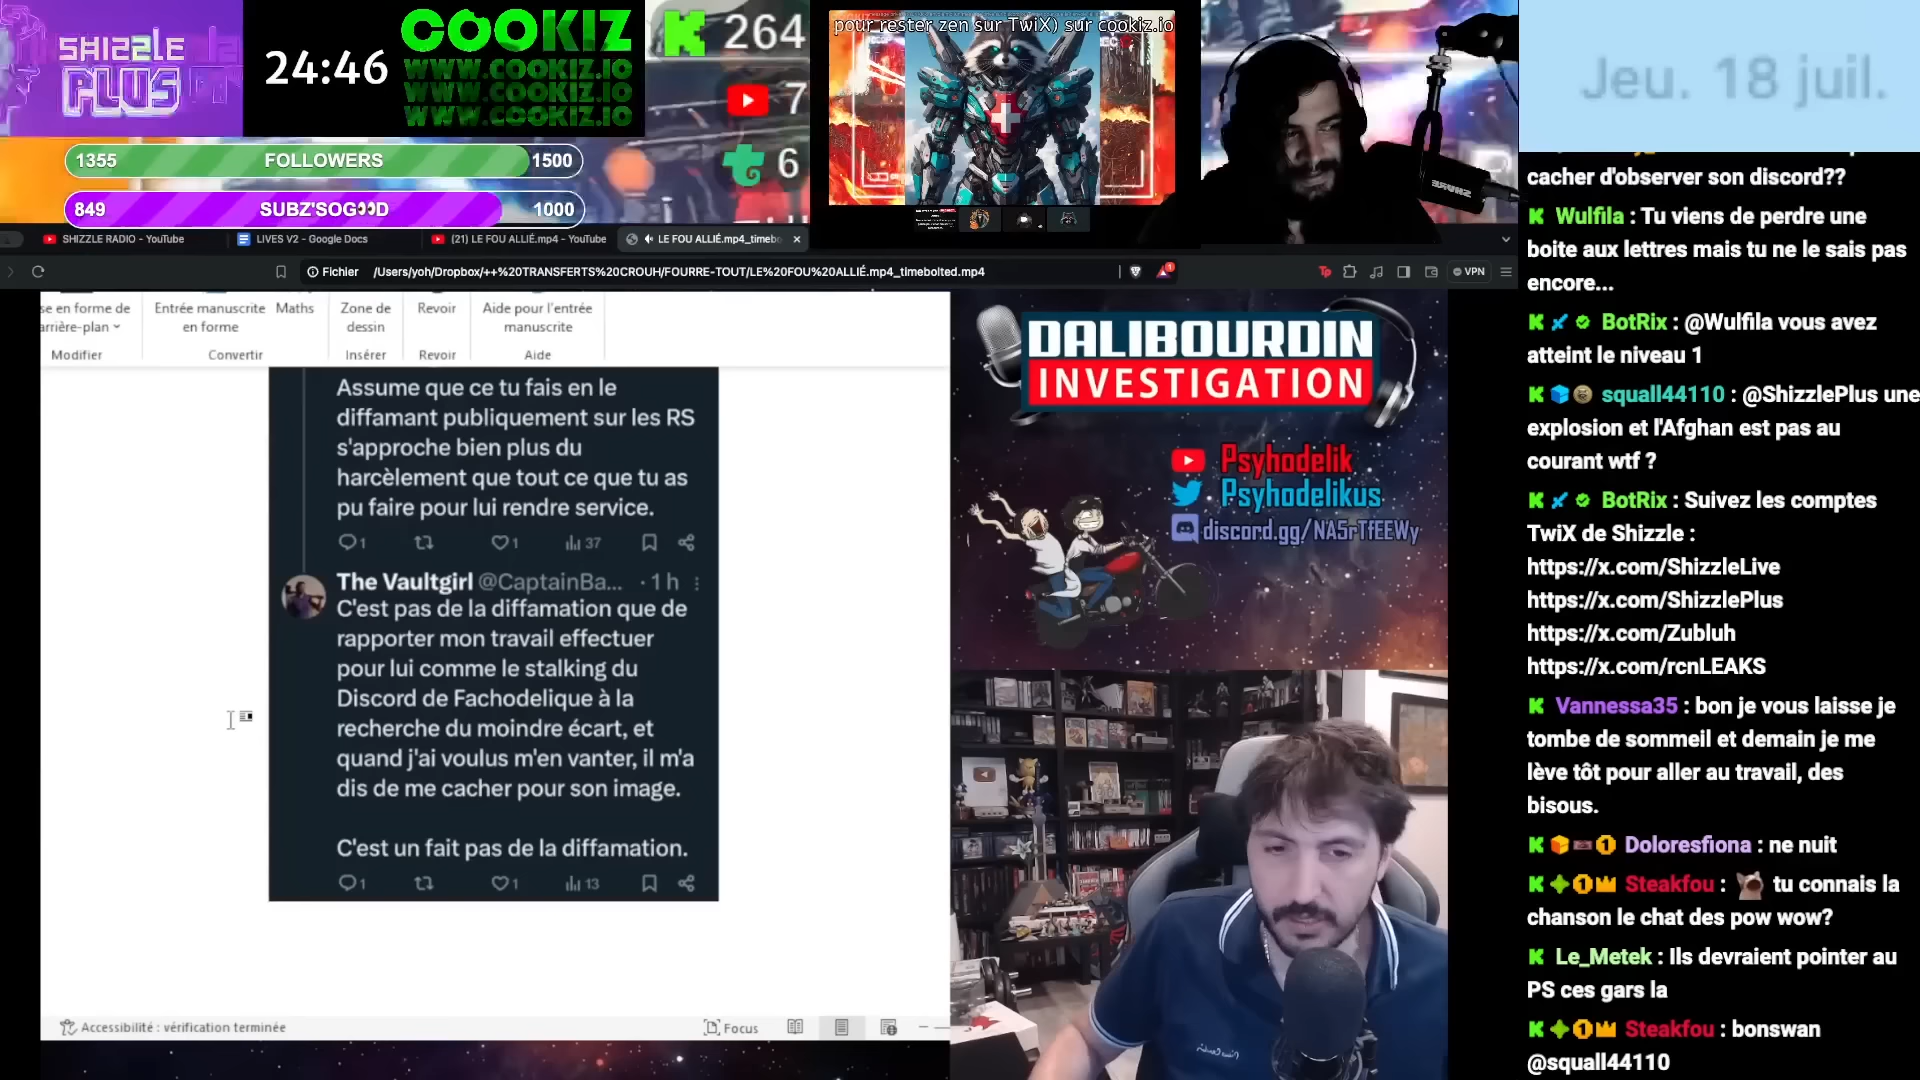 SHIZZLE
PLUS
24:46
COOKIZ
WWW.COOKIZ.IO
WWW.COOKIZ.IO
WWW.COOKIZ.IO
264
7
6
1355 FOLLOWERS 1500
849 SUBZ'SOG👀D 1000
pour rester zen sur TwiX) sur cookiz.io
SHURE
Jeu. 18 juil.
SHIZZLE RADIO - YouTube
LIVES V2 - Google Docs
(21) LE FOU ALLIÉ.mp4 - YouTube
LE FOU ALLIÉ.mp4_timebo
Fichier /Users/yoh/Dropbox/++%20TRANSFERTS%20CROUH/FOURRE-TOUT/LE%20FOU%20ALLIÉ.mp4_timebolted.mp4
VPN
se en forme de
arrière-plan
Modifier
Entrée manuscrite
en forme
Maths
Convertir
Zone de
dessin
Insérer
Revoir
Revoir
Aide pour l'entrée
manuscrite
Aide
Assume que ce tu fais en le
diffamant publiquement sur les RS
s'approche bien plus du
harcèlement que tout ce que tu as
pu faire pour lui rendre service.
1 1 37
The Vaultgirl @CaptainBa... · 1 h
C'est pas de la diffamation que de
rapporter mon travail effectuer
pour lui comme le stalking du
Discord de Fachodelique à la
recherche du moindre écart, et
quand j'ai voulus m'en vanter, il m'a
dis de me cacher pour son image.
C'est un fait pas de la diffamation.
1 1 13
Accessibilité : vérification terminée
Focus
DALIBOURDIN
INVESTIGATION
Psyhodelik
Psyhodelikus
discord.gg/NA5rTfEEWy
cacher d'observer son discord??
Wulfila : Tu viens de perdre une
boite aux lettres mais tu ne le sais pas
encore...
BotRix : @Wulfila vous avez
atteint le niveau 1
squall44110 : @ShizzlePlus une
explosion et l'Afghan est pas au
courant wtf ?
BotRix : Suivez les comptes
TwiX de Shizzle :
https://x.com/ShizzleLive
https://x.com/ShizzlePlus
https://x.com/Zubluh
https://x.com/rcnLEAKS
Vannessa35 : bon je vous laisse je
tombe de sommeil et demain je me
lève tôt pour aller au travail, des
bisous.
Doloresfiona : ne nuit
Steakfou : tu connais la
chanson le chat des pow wow?
Le_Metek : Ils devraient pointer au
PS ces gars la
Steakfou : bonswan
@squall44110